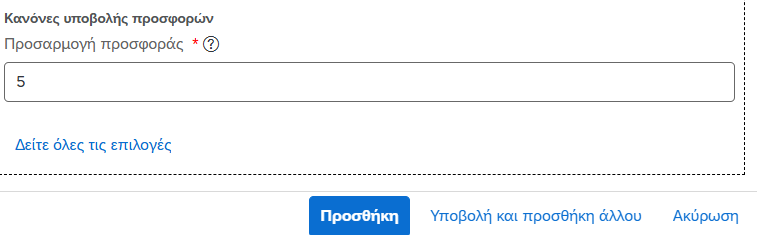 Κανόνες υποβολής προσφορών
Προσαρμογή προσφοράς * ?
5
Δείτε όλες τις επιλογές
Προσθήκη Υποβολή και προσθήκη άλλου Ακύρωση